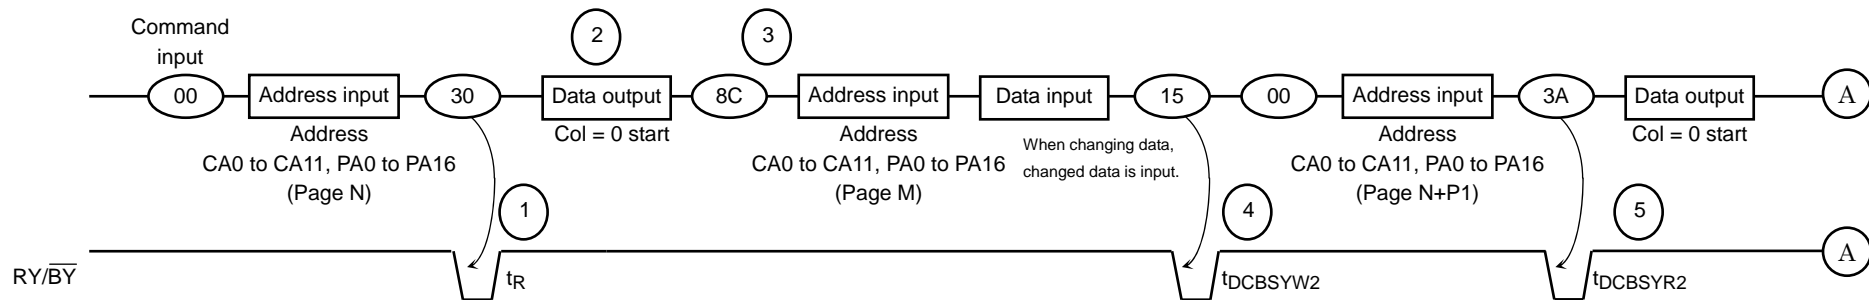 Command
input
2
3
00
Address input
30
Data output
8C
Address input
Data input
15
00
Address input
3A
Data output
A
Address
CA0 to CA11, PA0 to PA16
(Page N)
Col = 0 start
Address
CA0 to CA11, PA0 to PA16
(Page M)
When changing data,
changed data is input.
Address
CA0 to CA11, PA0 to PA16
(Page N+P1)
Col = 0 start
1
4
5
RY/B̅Y̅
tR
tDCBSYW2
tDCBSYR2
A